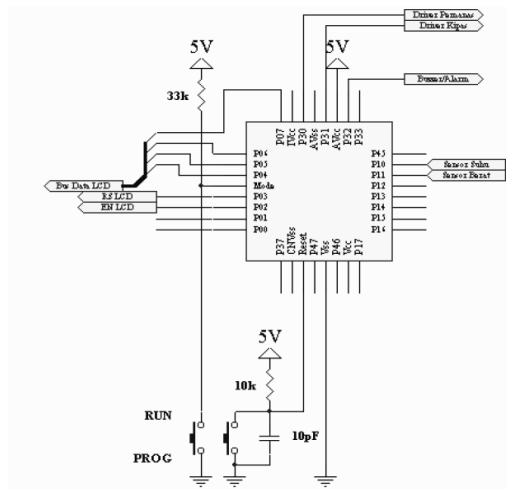 Driver Pemanas
Driver Kipas
5V
5V
33k
Buzzer/Alarm
P07
IVcc
P30
AVss
P31
AVcc
P32
P33
P06
P05
P04
Moda
P03
P02
P01
P00
P45
P10
P11
P12
P13
P14
P15
P16
Sensor Suhu
Sensor Berat
Bus Data LCD
RS LCD
EN LCD
P37
CNVss
Reset
P47
Vss
P46
Vcc
P17
5V
10k
RUN
10pF
PROG